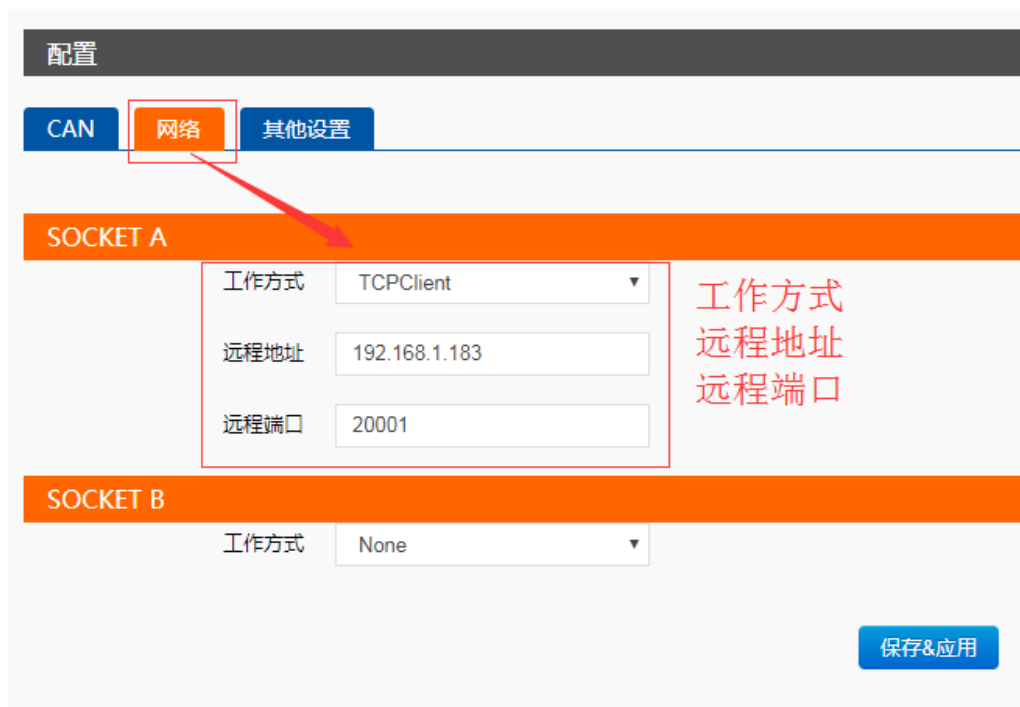 配置
CAN 网络 其他设置
SOCKET A
工作方式 TCPClient
远程地址 192.168.1.183
远程端口 20001
工作方式
远程地址
远程端口
SOCKET B
工作方式 None
保存&应用